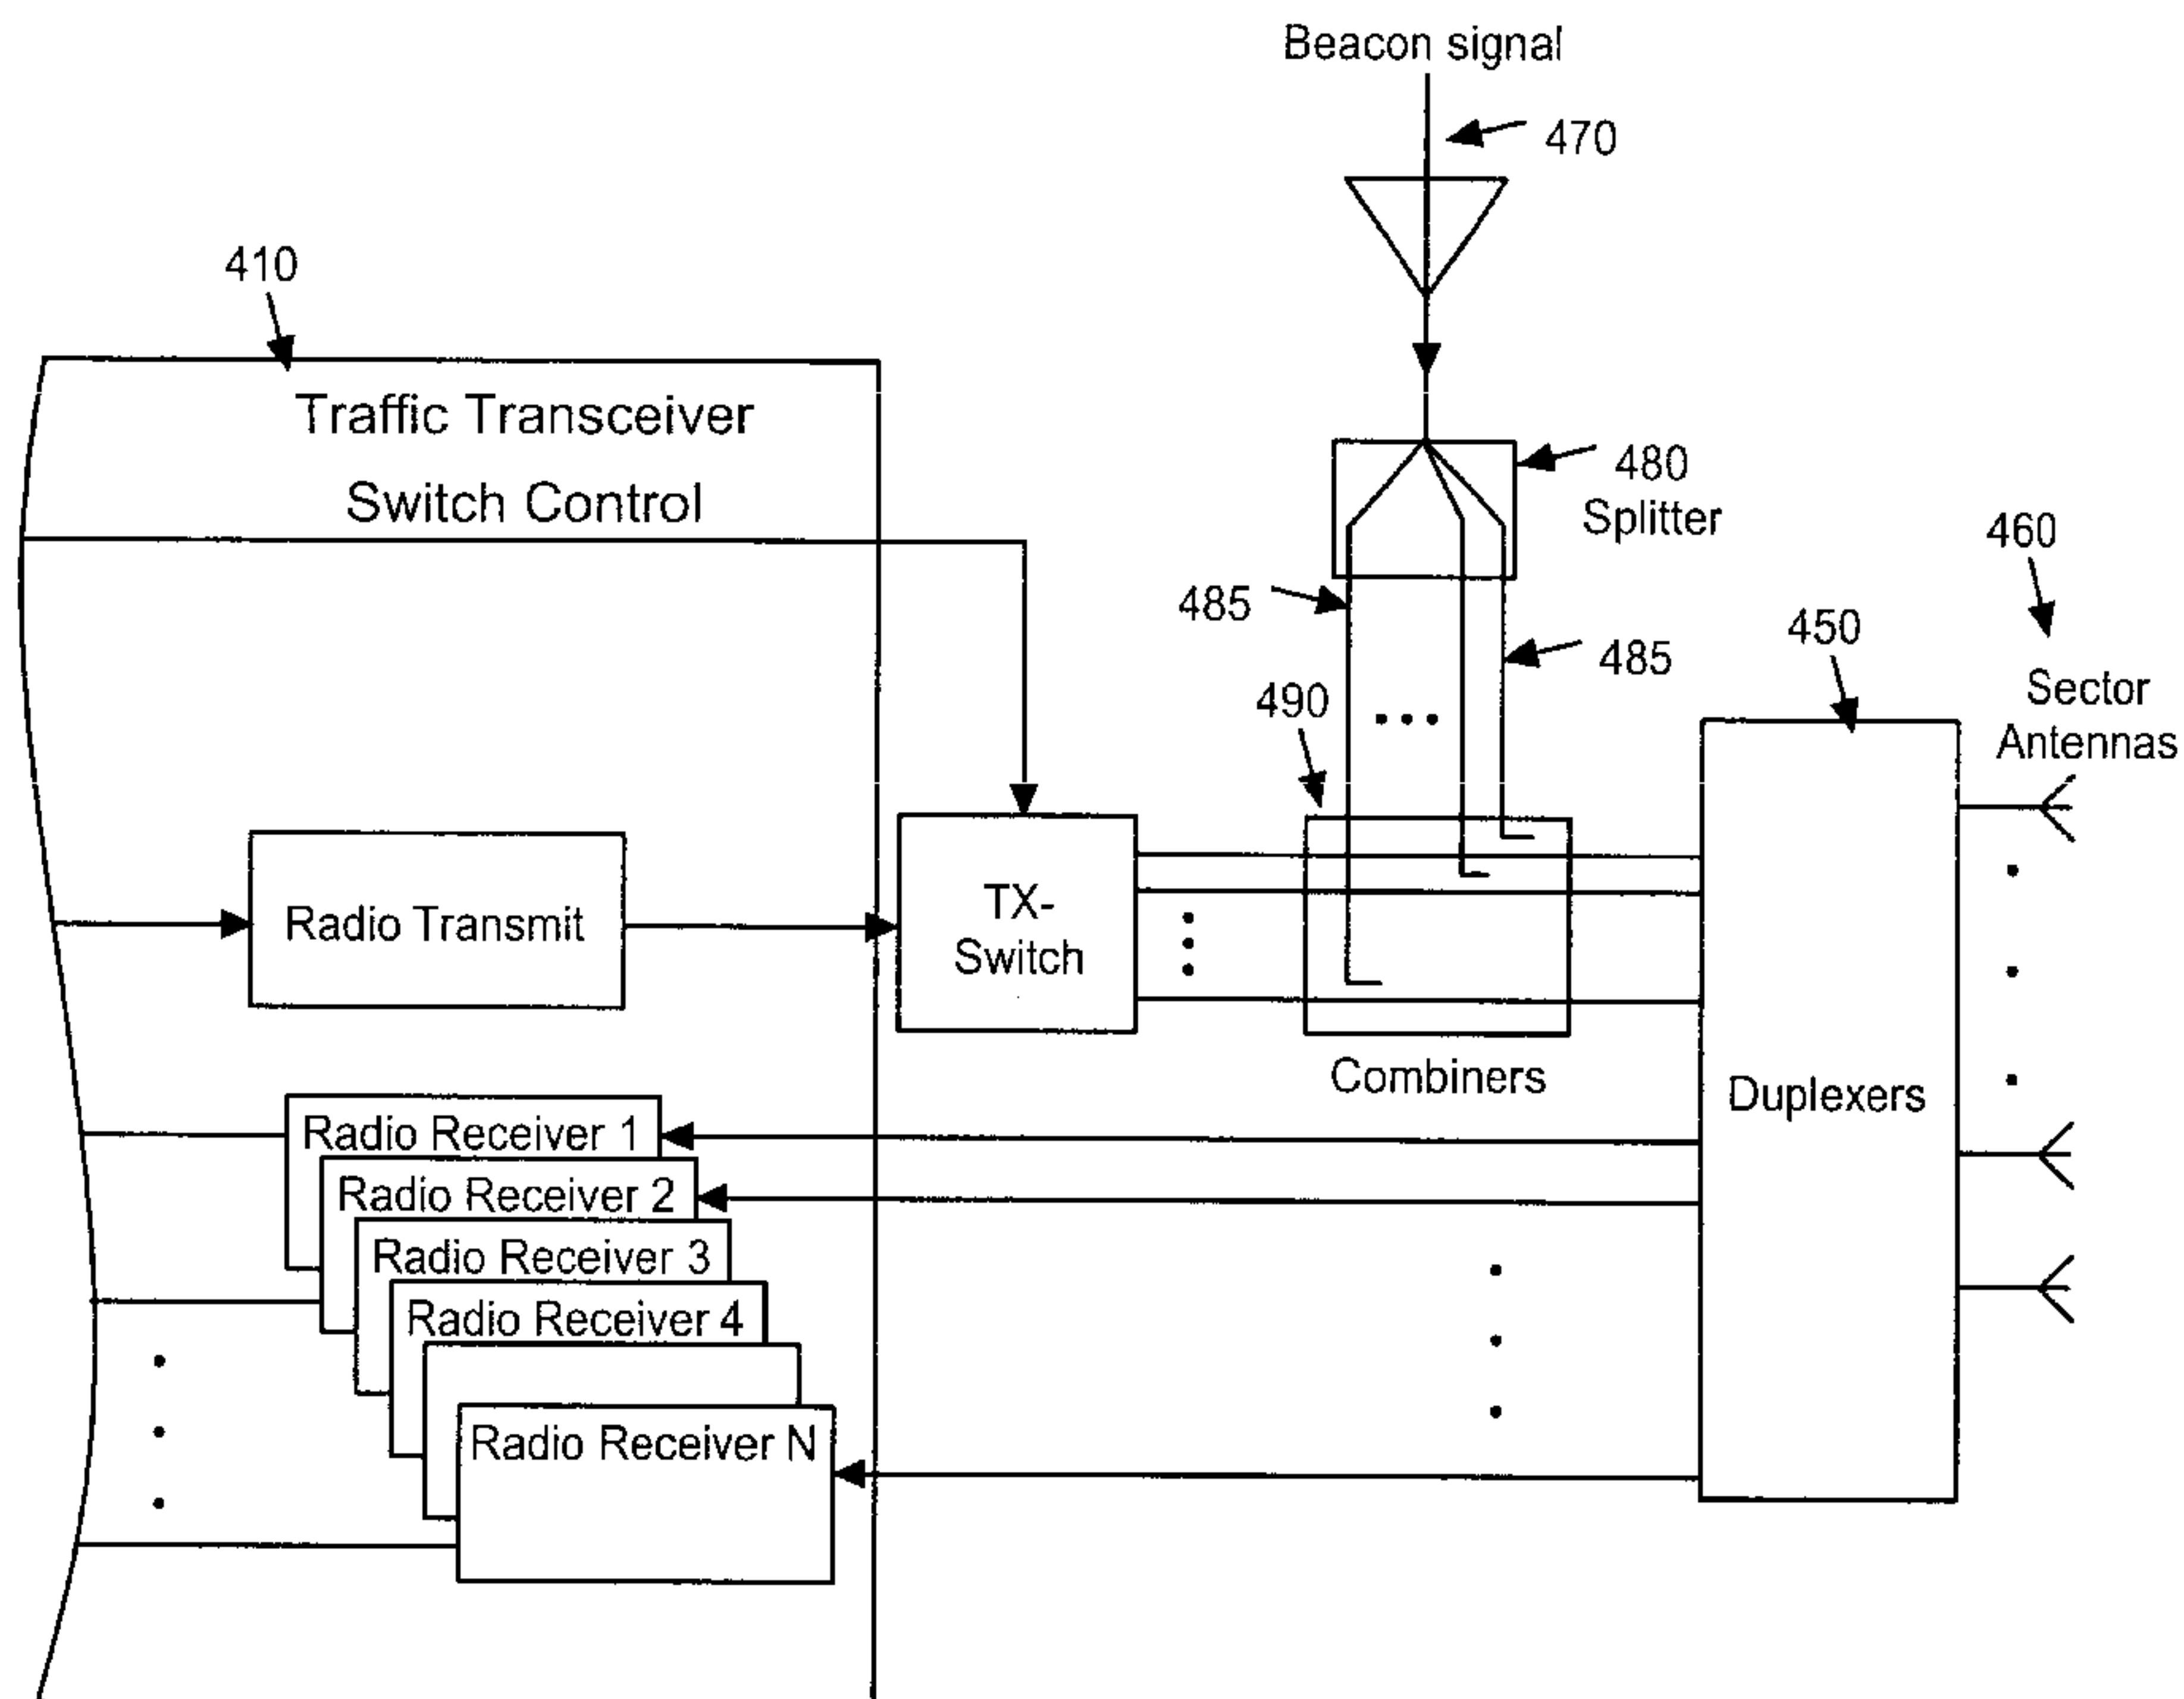 Beacon signal
470
410
Traffic Transceiver
Switch Control
480
Splitter
460
485
450
485
Sector
Antennas
490
Radio Transmit
TX-
Switch
Combiners
Duplexers
Radio Receiver 1
Radio Receiver 2
Radio Receiver 3
Radio Receiver 4
Radio Receiver N